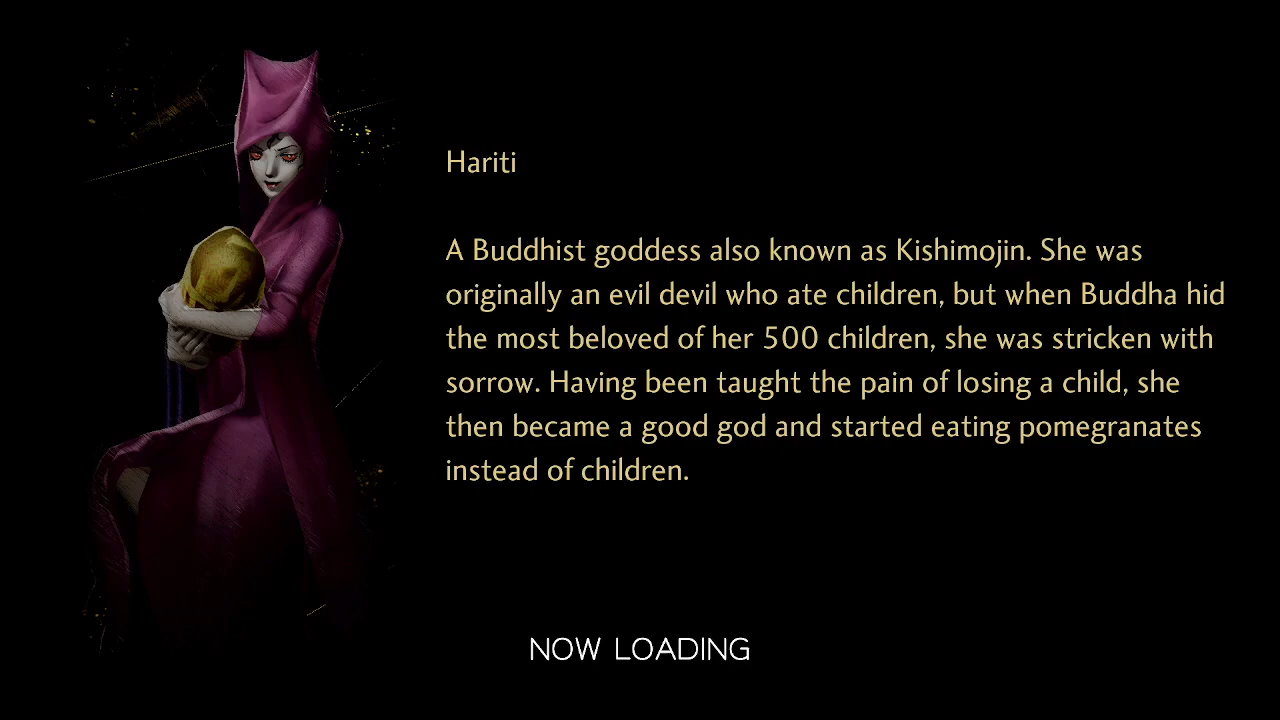 Hariti
A Buddhist goddess also known as Kishimojin. She was
originally an evil devil who ate children, but when Buddha hid
the most beloved of her 500 children, she was stricken with
sorrow. Having been taught the pain of losing a child, she
then became a good god and started eating pomegranates
instead of children.
NOW LOADING